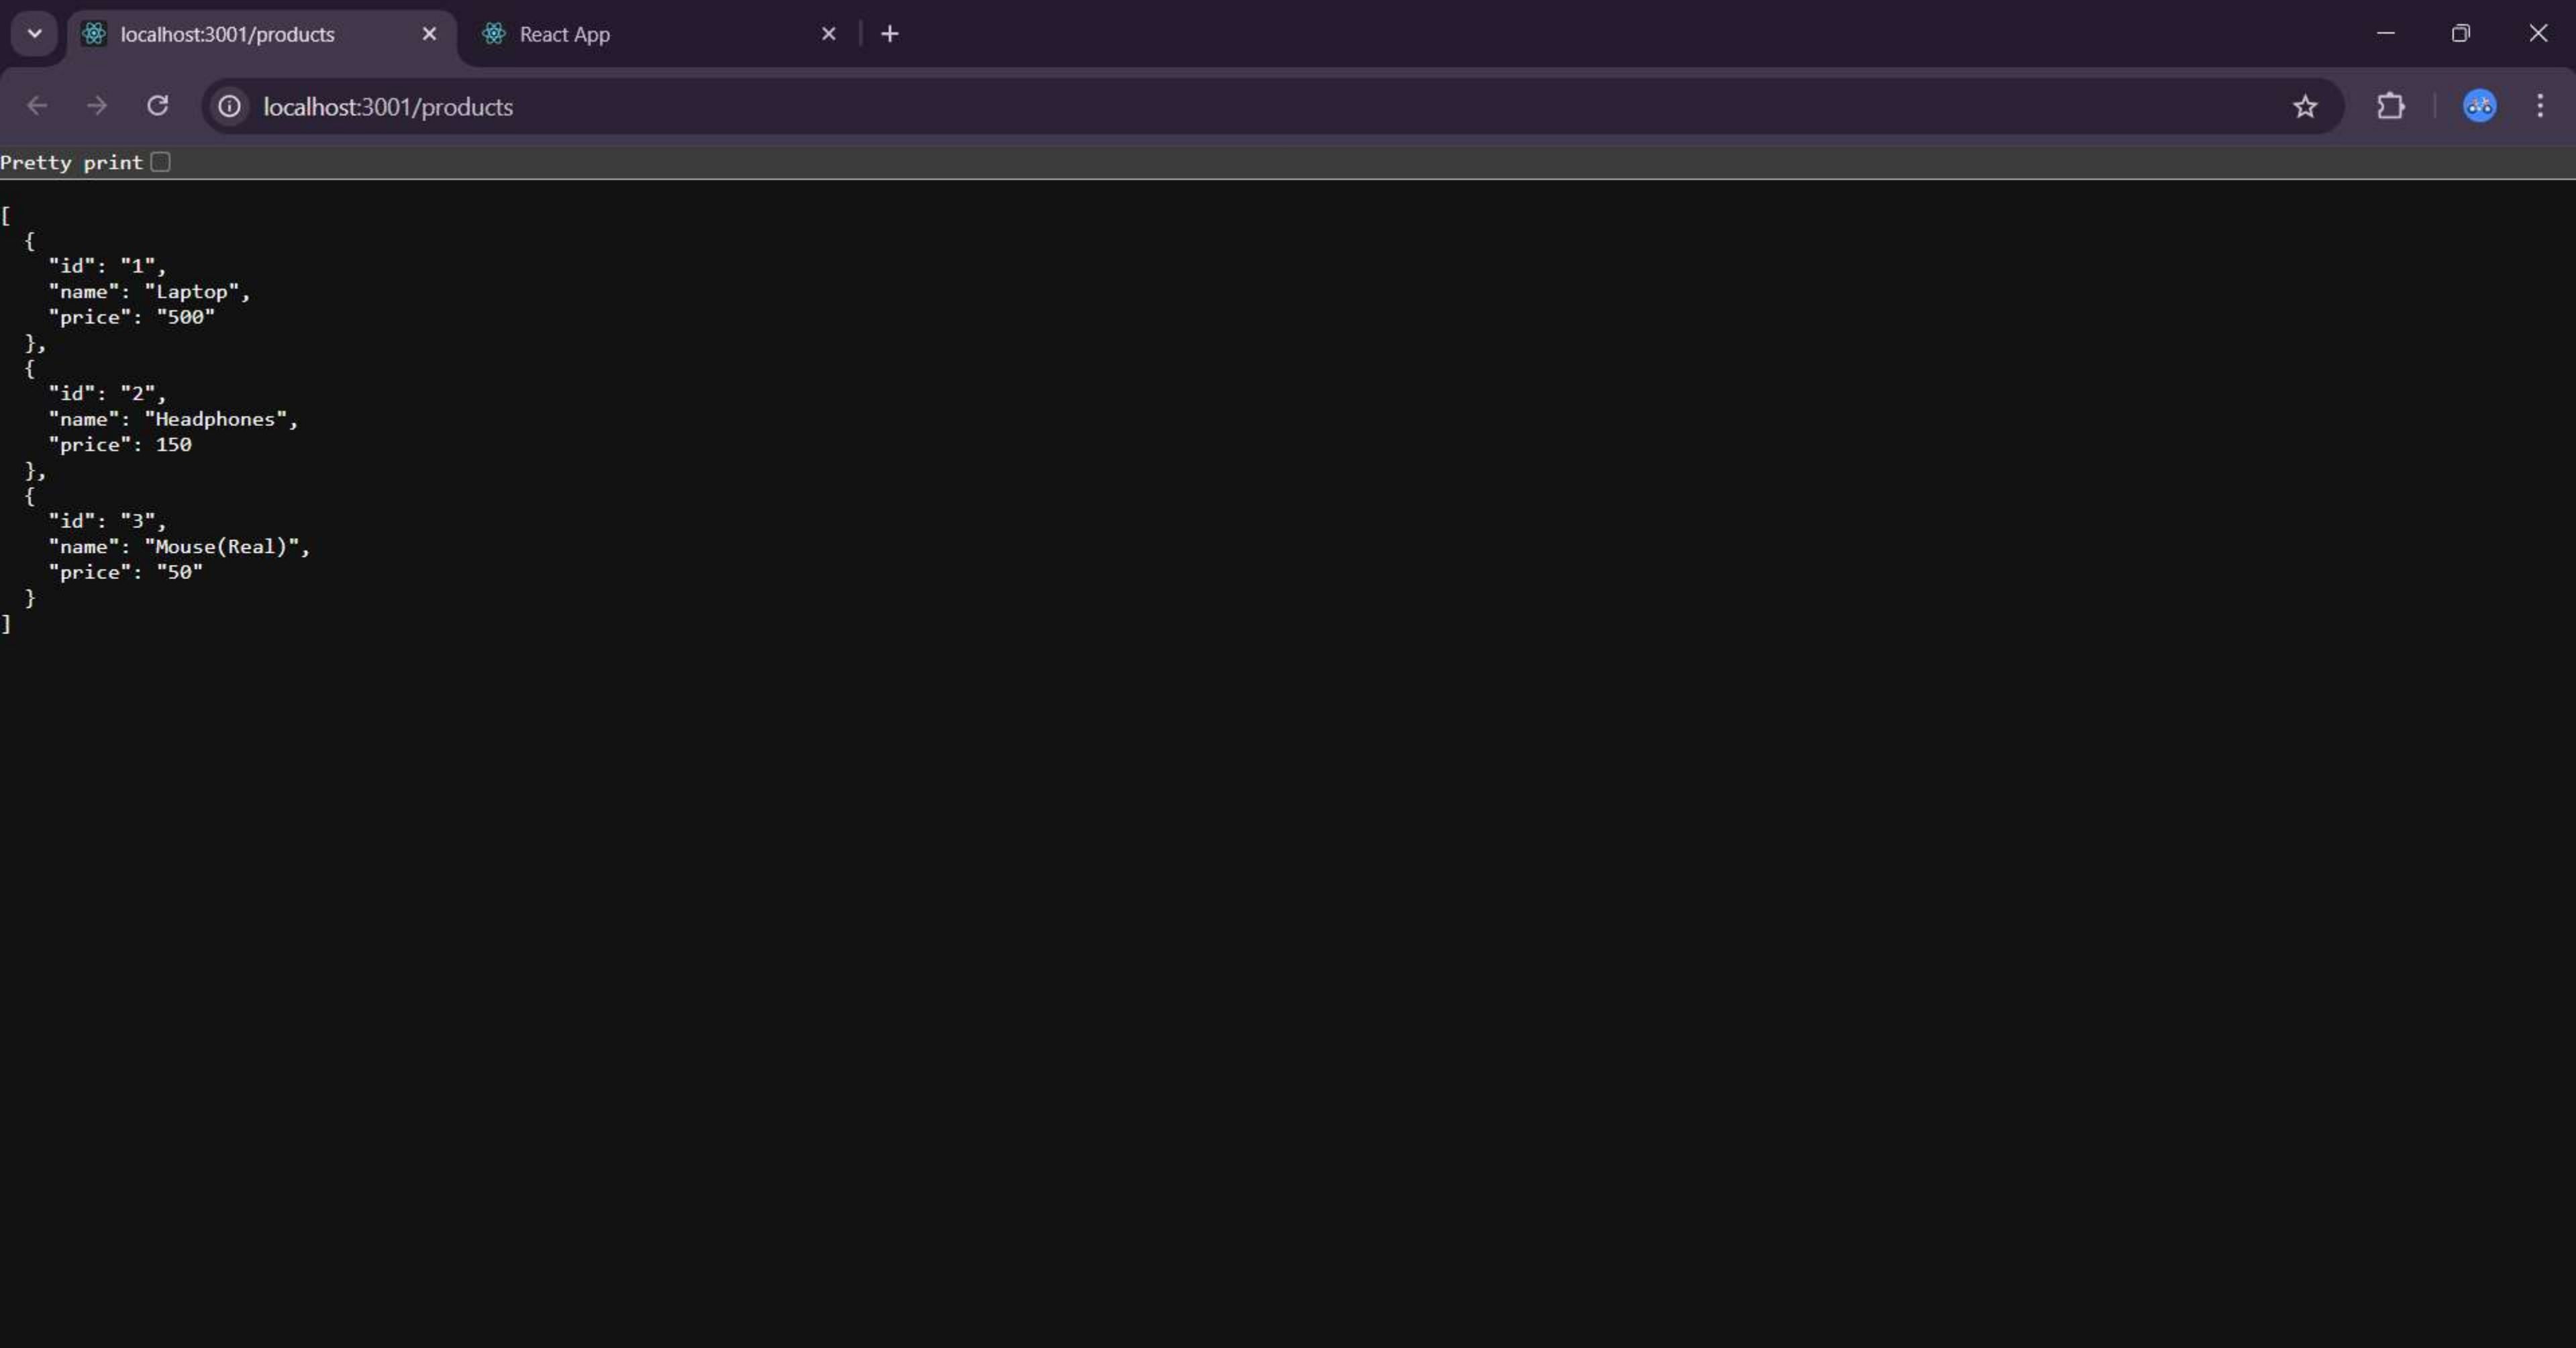 localhost:3001/products
React App
localhost:3001/products
Pretty print
[
  {
    "id": "1",
    "name": "Laptop",
    "price": "500"
  },
  {
    "id": "2",
    "name": "Headphones",
    "price": 150
  },
  {
    "id": "3",
    "name": "Mouse(Real)",
    "price": "50"
  }
]